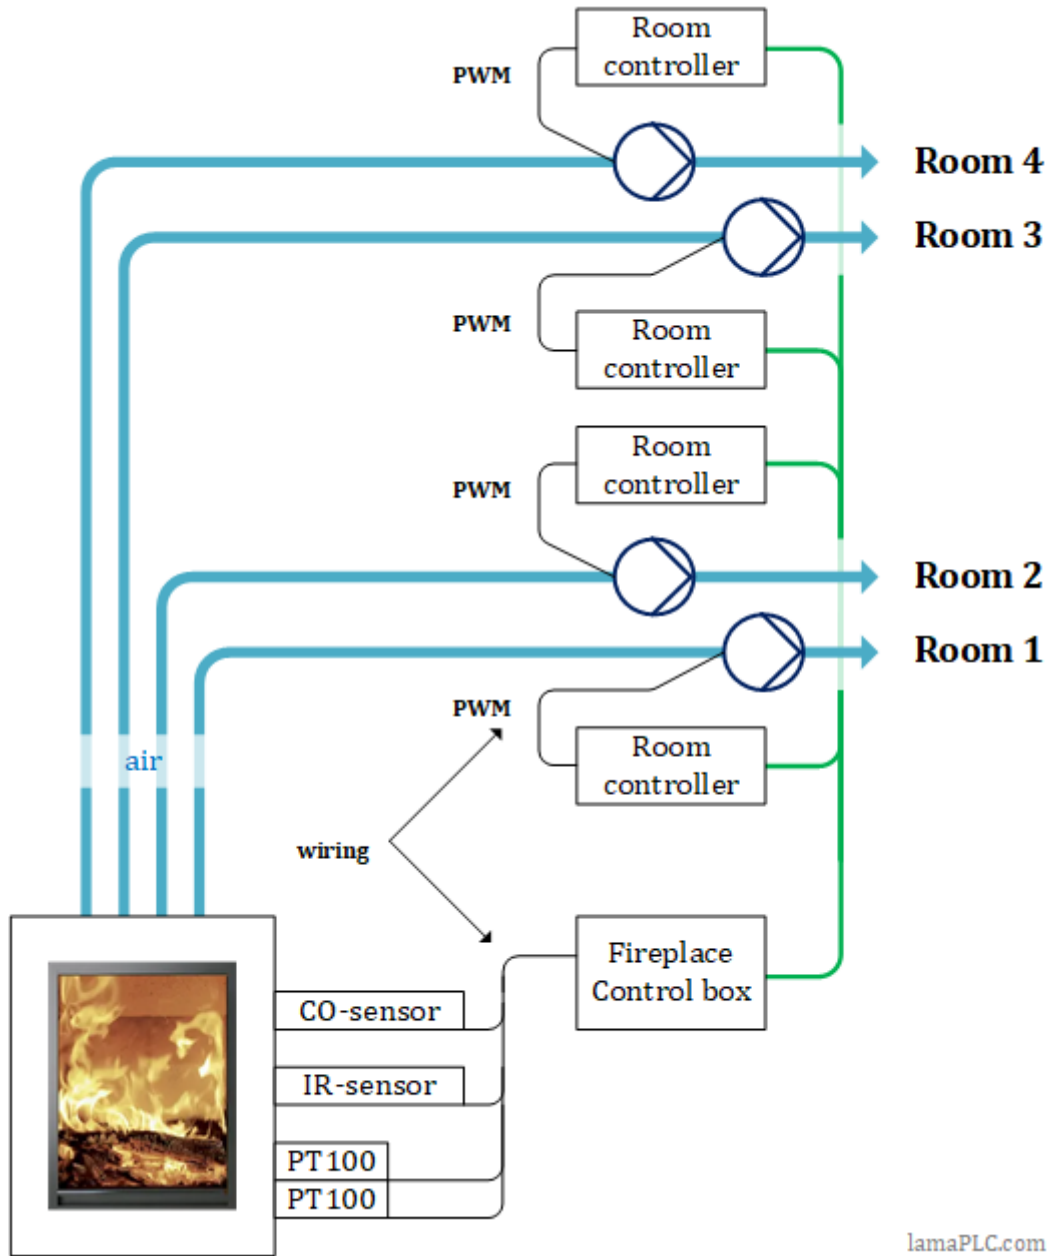 Room
controller
PWM
Room 4
Room 3
PWM
Room
controller
Room
controller
PWM
Room 2
Room 1
PWM
Room
controller
air
wiring
Fireplace
Control box
CO-sensor
IR-sensor
PT100
PT100
lamaPLC.com